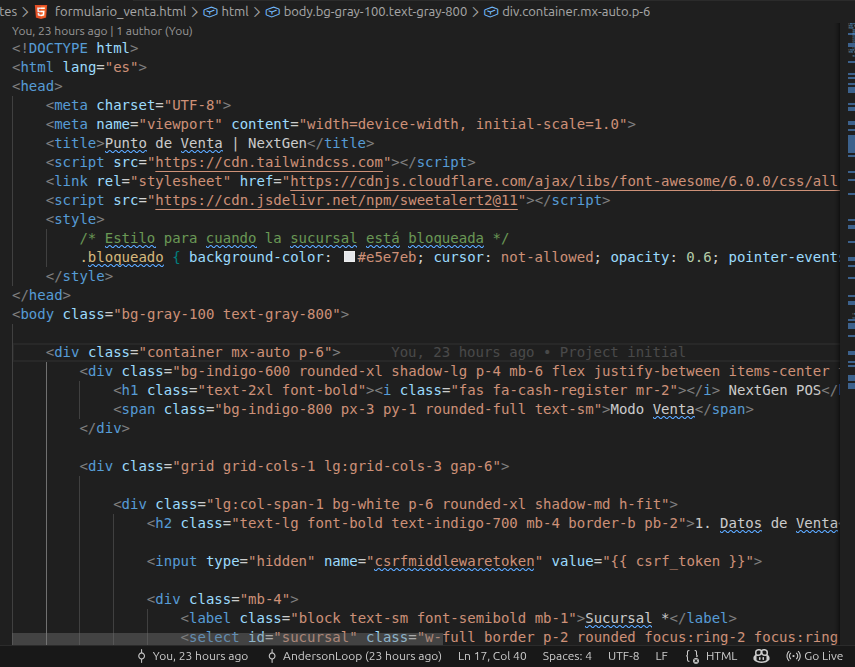 tes > formulario_venta.html > html > body.bg-gray-100.text-gray-800 > div.container.mx-auto.p-6
You, 23 hours ago | 1 author (You)
<!DOCTYPE html>
<html lang="es">
<head>
    <meta charset="UTF-8">
    <meta name="viewport" content="width=device-width, initial-scale=1.0">
    <title>Punto de Venta | NextGen</title>
    <script src="https://cdn.tailwindcss.com"></script>
    <link rel="stylesheet" href="https://cdnjs.cloudflare.com/ajax/libs/font-awesome/6.0.0/css/all
    <script src="https://cdn.jsdelivr.net/npm/sweetalert2@11"></script>
    <style>
        /* Estilo para cuando la sucursal está bloqueada */
        .bloqueado { background-color: #e5e7eb; cursor: not-allowed; opacity: 0.6; pointer-event
    </style>
</head>
<body class="bg-gray-100 text-gray-800">
    <div class="container mx-auto p-6">      You, 23 hours ago • Project initial
        <div class="bg-indigo-600 rounded-xl shadow-lg p-4 mb-6 flex justify-between items-center
            <h1 class="text-2xl font-bold"><i class="fas fa-cash-register mr-2"></i> NextGen POS</
            <span class="bg-indigo-800 px-3 py-1 rounded-full text-sm">Modo Venta</span>
        </div>
        <div class="grid grid-cols-1 lg:grid-cols-3 gap-6">
            <div class="lg:col-span-1 bg-white p-6 rounded-xl shadow-md h-fit">
                <h2 class="text-lg font-bold text-indigo-700 mb-4 border-b pb-2">1. Datos de Venta
                <input type="hidden" name="csrfmiddlewaretoken" value="{{ csrf_token }}">
                <div class="mb-4">
                    <label class="block text-sm font-semibold mb-1">Sucursal *</label>
                    <select id="sucursal" class="w-full border p-2 rounded focus:ring-2 focus:ring
You, 23 hours ago   AndersonLoop (23 hours ago)   Ln 17, Col 40   Spaces: 4   UTF-8   LF   {} HTML   Go Live